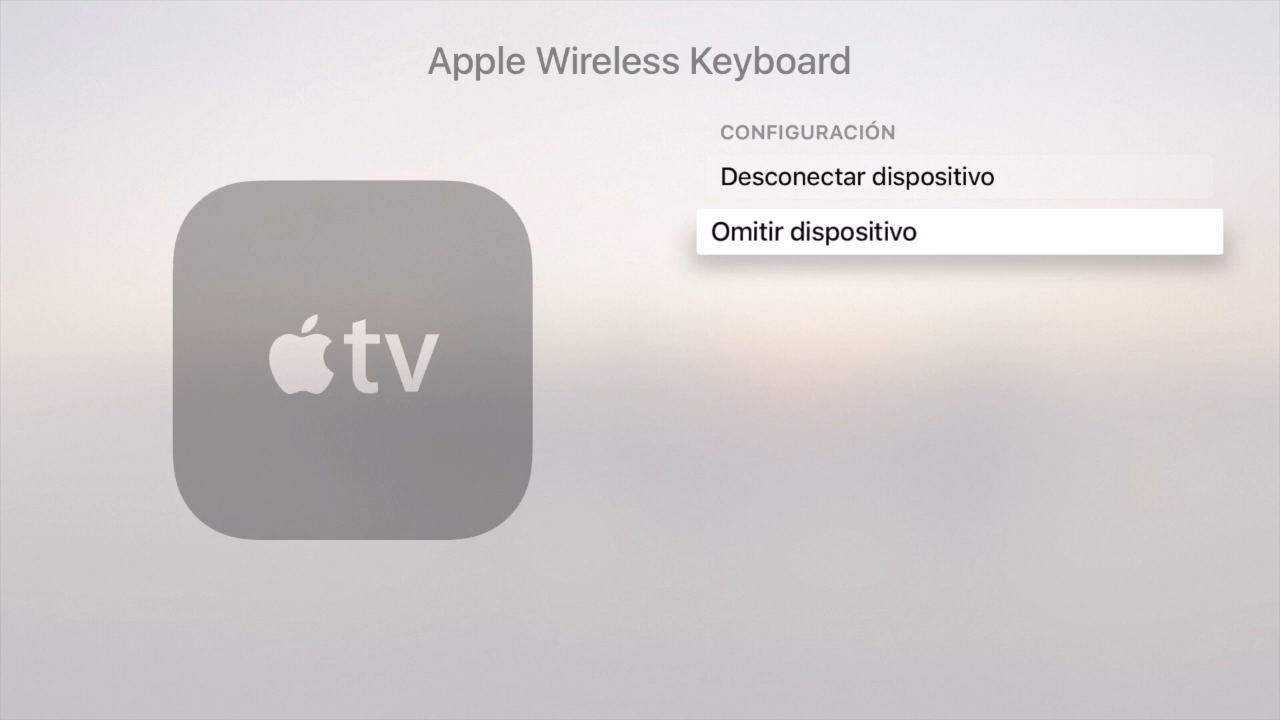 Apple Wireless Keyboard
CONFIGURACIÓN
Desconectar dispositivo
Omitir dispositivo
tv